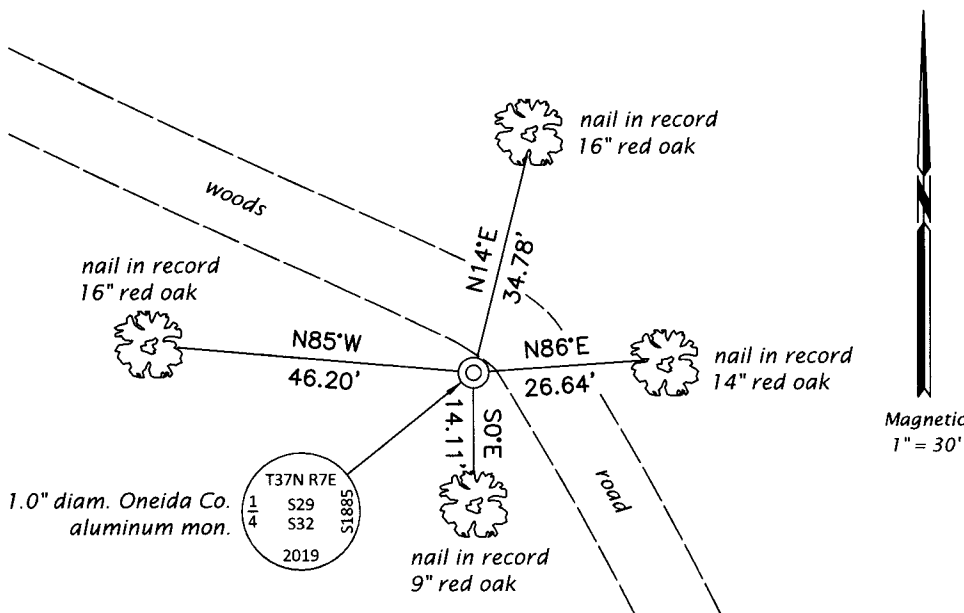 nail in record
16" red oak
woods
N14°E
34.78'
nail in record
16" red oak
N85°W
46.20'
N86°E
26.64'
nail in record
14" red oak
S0°E
14.11'
N
Magnetic
1" = 30'
1.0" diam. Oneida Co.
aluminum mon.
T37N R7E
1
4
S29
S32
S1885
2019
nail in record
9" red oak
road